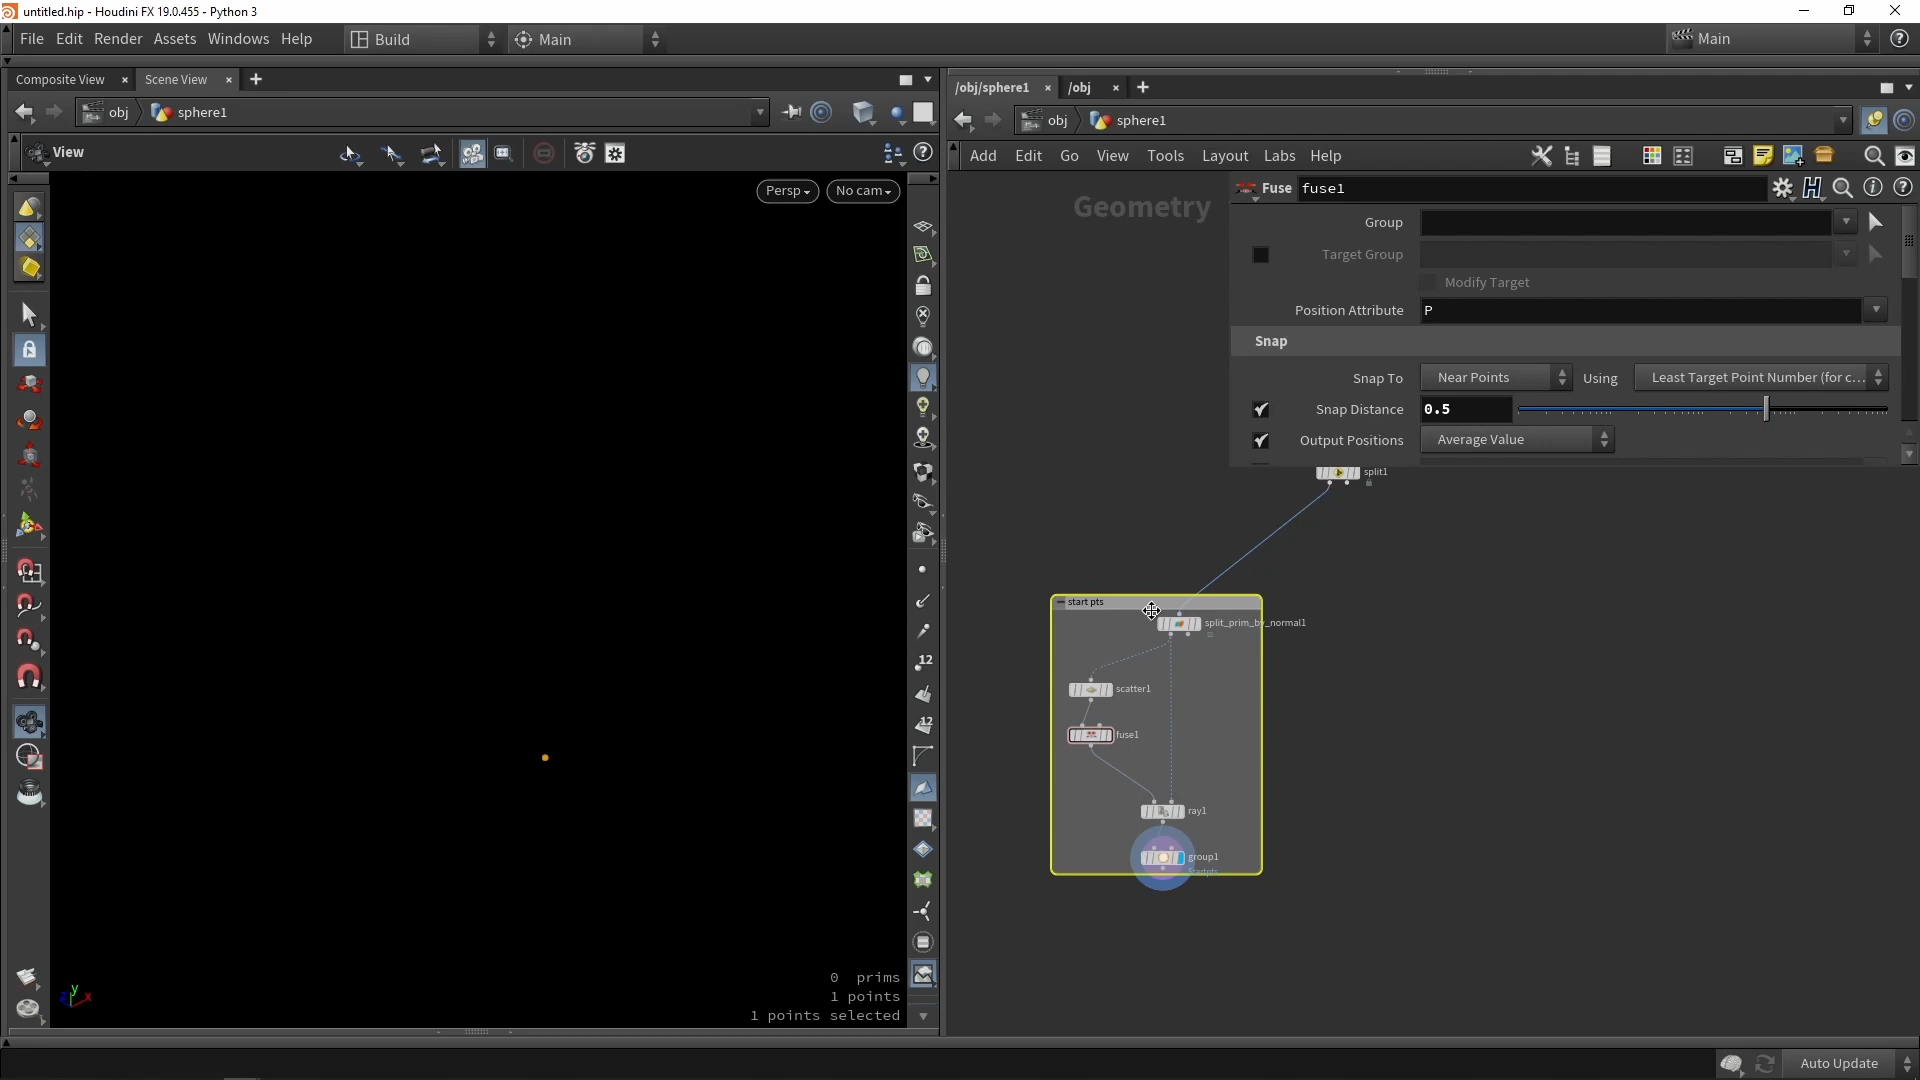 untitled.hip - Houdini FX 19.0.455 - Python 3
File Edit Render Assets Windows Help
Build
Main
Main
Composite View
Scene View
obj
sphere1
View
Persp
No cam
12
12
0 prims
1 points
1 points selected
z y x
/obj/sphere1
/obj
obj
sphere1
Add Edit Go View Tools Layout Labs Help
Geometry
Fuse fuse1
Group
Target Group
Modify Target
Position Attribute P
Snap
Snap To Near Points Using Least Target Point Number (for c...
Snap Distance 0.5
Output Positions Average Value
split1
start pts
split_prim_by_normal1
scatter1
fuse1
ray1
group1
Startpts
Auto Update